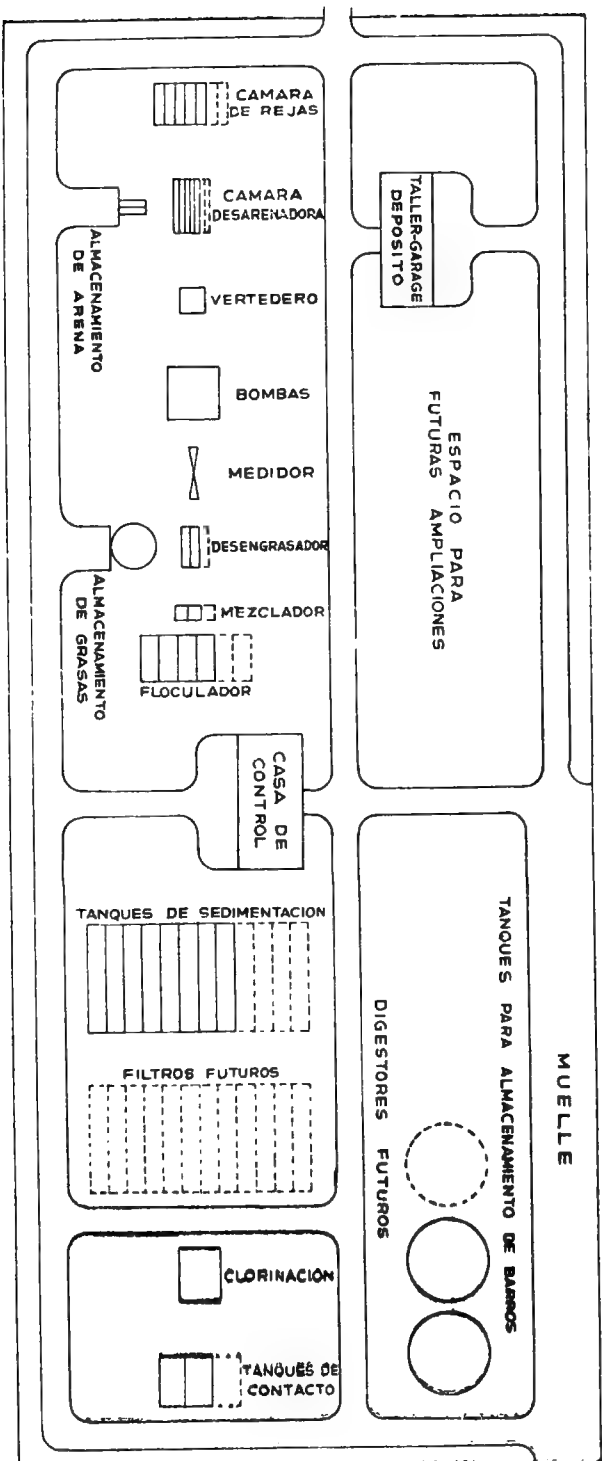 CAMARA
DE REJAS
CAMARA
DESARENADORA
ALMACENAMIENTO
DE ARENA
VERTEDERO
BOMBAS
MEDIDOR
DESENGRASADOR
ALMACENAMIENTO
DE GRASAS
MEZCLADOR
FLOCULADOR
CASA DE
CONTROL
TANQUES DE SEDIMENTACION
FILTROS FUTUROS
CLORINACION
TANQUES DE
CONTACTO
TALLER-GARAGE
DEPOSITO
ESPACIO PARA
FUTURAS AMPLIACIONES
TANQUES PARA ALMACENAMIENTO DE BARROS
DIGESTORES FUTUROS
MUELLE